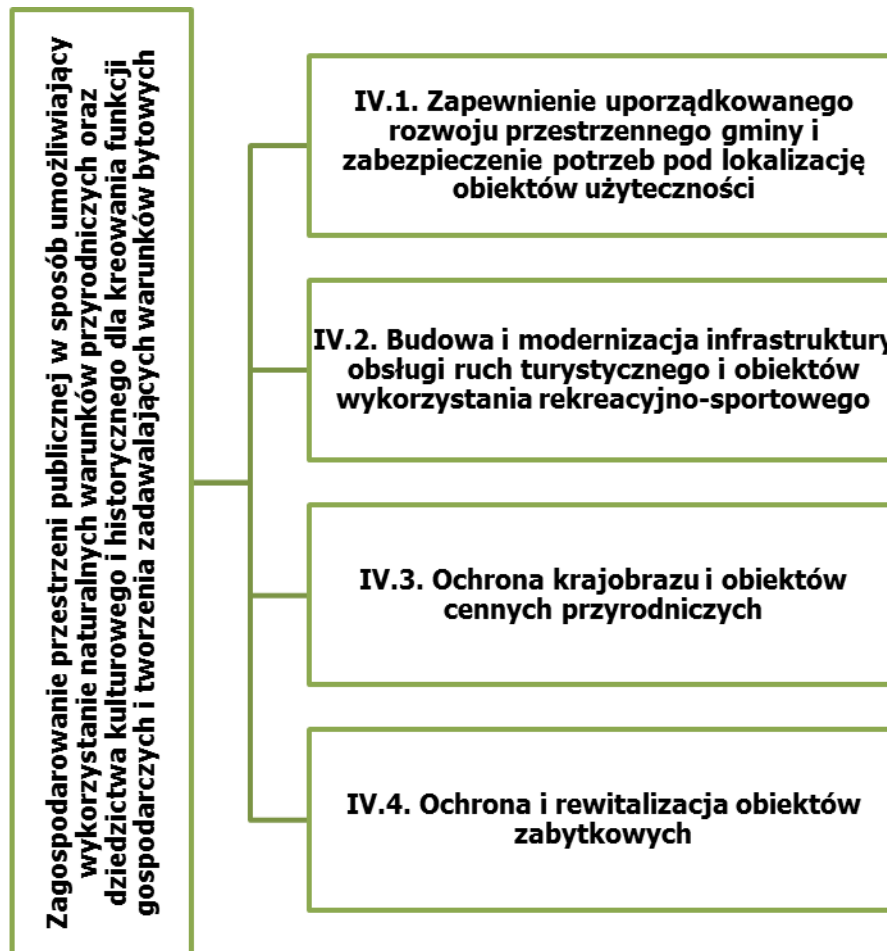 Zagospodarowanie przestrzeni publicznej w sposób umożliwiający
wykorzystanie naturalnych warunków przyrodniczych oraz
dziedzictwa kulturowego i historycznego dla kreowania funkcji
gospodarczych i tworzenia zadawalających warunków bytowych
IV.1. Zapewnienie uporządkowanego
rozwoju przestrzennego gminy i
zabezpieczenie potrzeb pod lokalizację
obiektów użyteczności
IV.2. Budowa i modernizacja infrastruktury
obsługi ruch turystycznego i obiektów
wykorzystania rekreacyjno-sportowego
IV.3. Ochrona krajobrazu i obiektów
cennych przyrodniczych
IV.4. Ochrona i rewitalizacja obiektów
zabytkowych